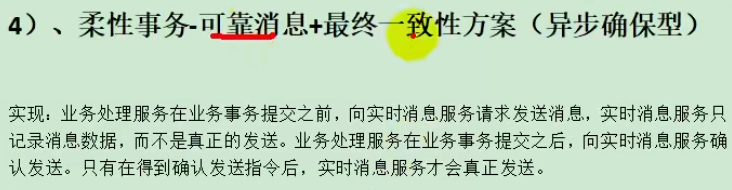 4）、柔性事务-可靠消息+最终一致性方案（异步确保型）
实现：业务处理服务在业务事务提交之前，向实时消息服务请求发送消息，实时消息服务只
记录消息数据，而不是真正的发送。业务处理服务在业务事务提交之后，向实时消息服务确
认发送。只有在得到确认发送指令后，实时消息服务才会真正发送。